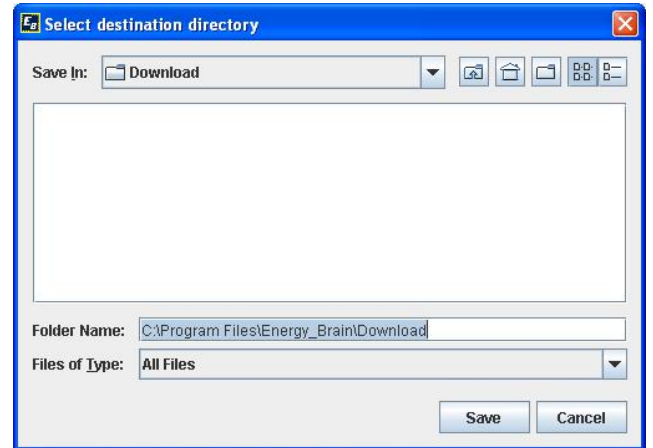 Select destination directory
Save In: Download
Folder Name: C:\Program Files\Energy_Brain\Download
Files of Type: All Files
Save Cancel